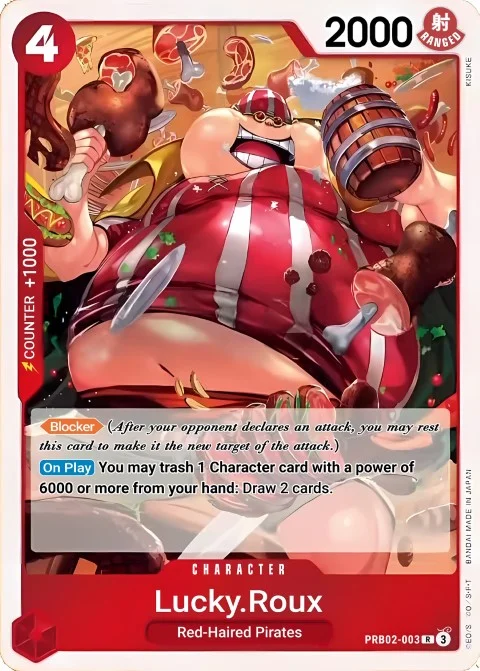 4
2000
射
RANGED
KISUKE
COUNTER +1000
Blocker (After your opponent declares an attack, you may rest
this card to make it the new target of the attack.)
On Play You may trash 1 Character card with a power of
6000 or more from your hand: Draw 2 cards.
CHARACTER
Lucky.Roux
Red-Haired Pirates
PRB02-003 R 3
BANDAI MADE IN JAPAN